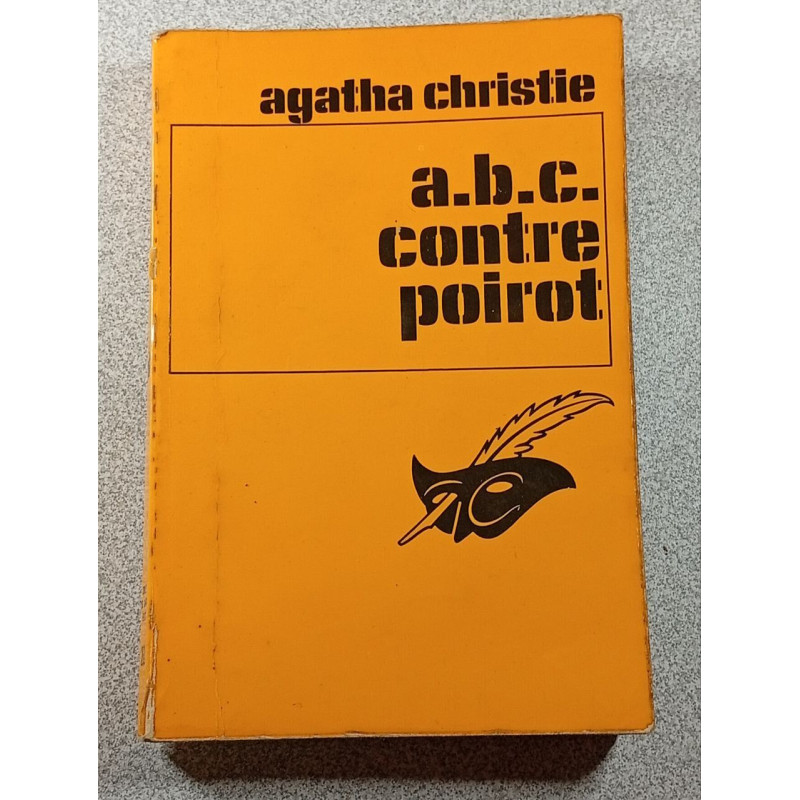 agatha christie
a.b.c.
contre
poirot